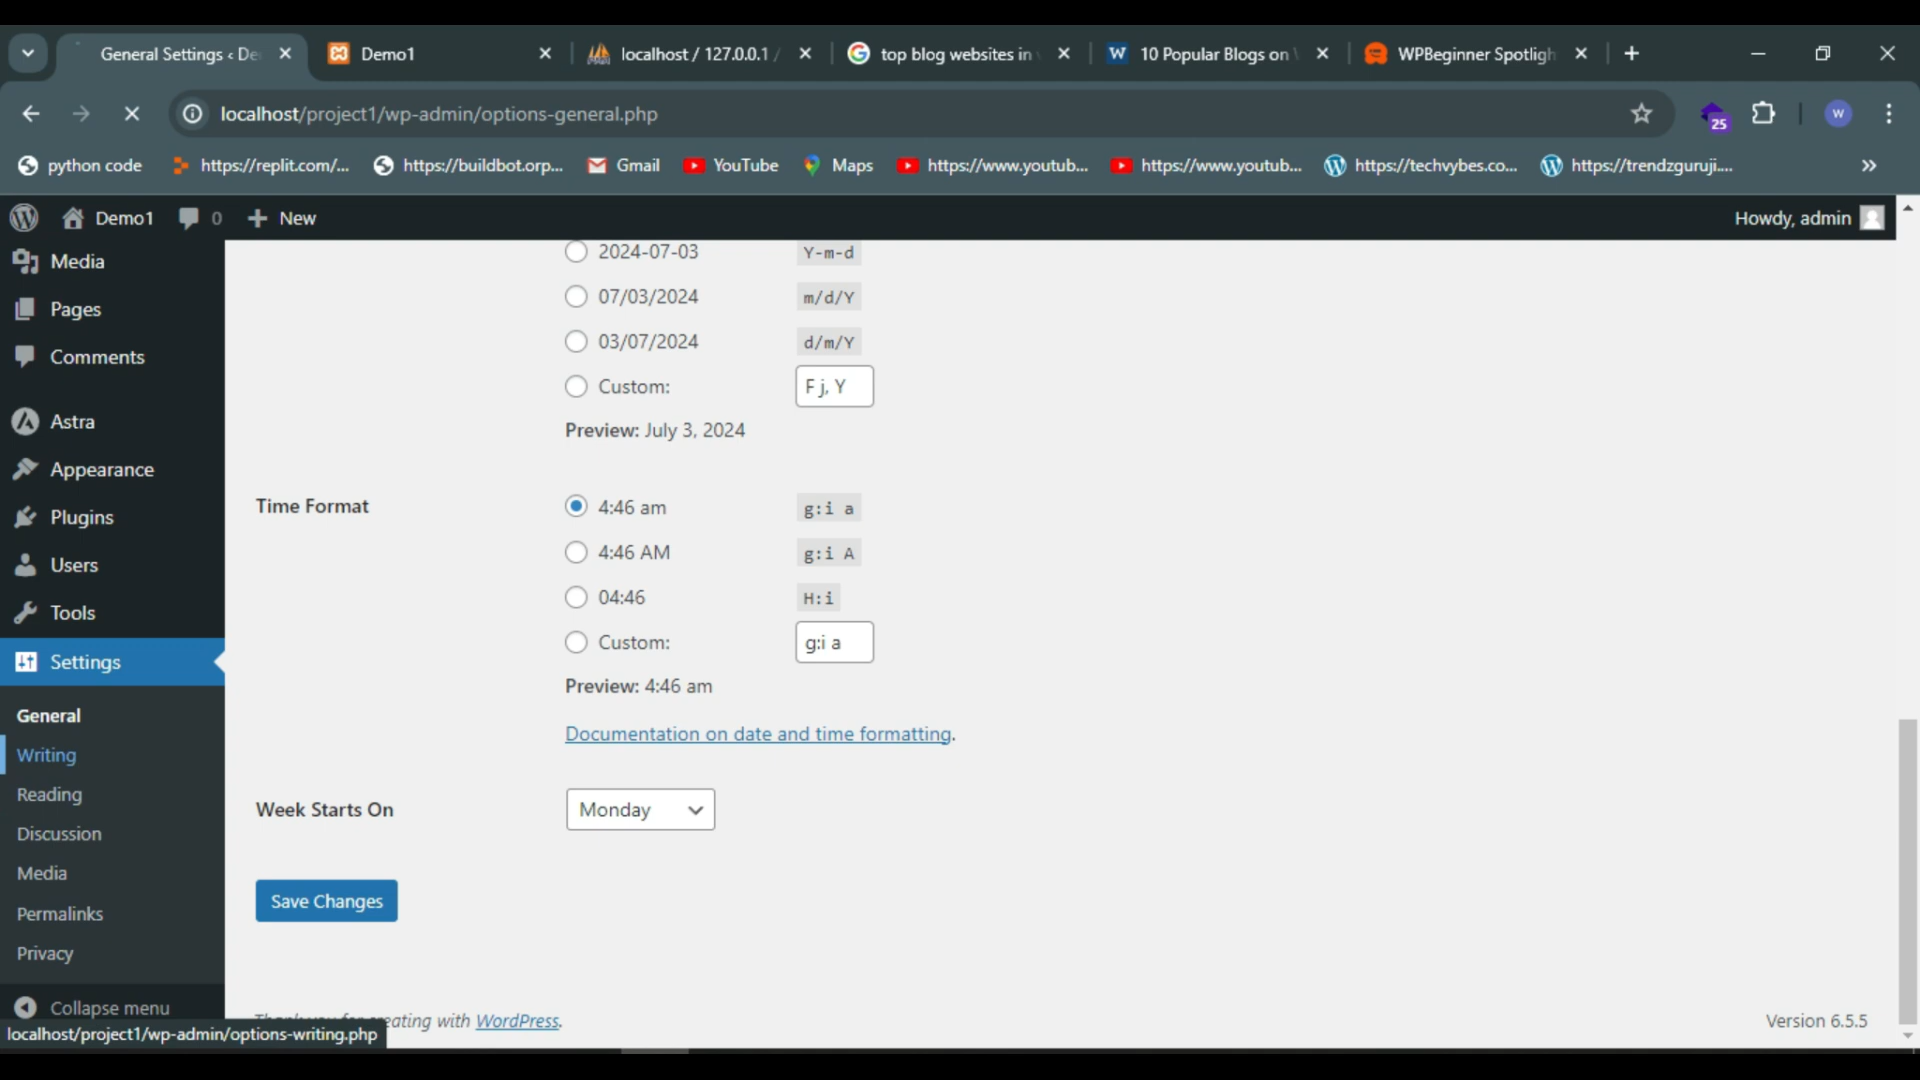 General Settings ‹ De
Demo1
localhost / 127.0.0.1 /
top blog websites in
10 Popular Blogs on
WPBeginner Spotligh
localhost/project1/wp-admin/options-general.php
25
W
python code
https://replit.com/...
https://buildbot.orp...
Gmail
YouTube
Maps
https://www.youtub...
https://www.youtub...
https://techvybes.co...
https://trendzguruji....
Demo1
0
New
Howdy, admin
Media
Pages
Comments
Astra
Appearance
Plugins
Users
Tools
Settings
General
Writing
Reading
Discussion
Media
Permalinks
Privacy
Collapse menu
localhost/project1/wp-admin/options-writing.php
2024-07-03 Y-m-d
07/03/2024 m/d/Y
03/07/2024 d/m/Y
Custom: F j, Y
Preview: July 3, 2024
Time Format
4:46 am g:i a
4:46 AM g:i A
04:46 H:i
Custom: g:i a
Preview: 4:46 am
Documentation on date and time formatting.
Week Starts On Monday
Save Changes
eating with WordPress.
Version 6.5.5